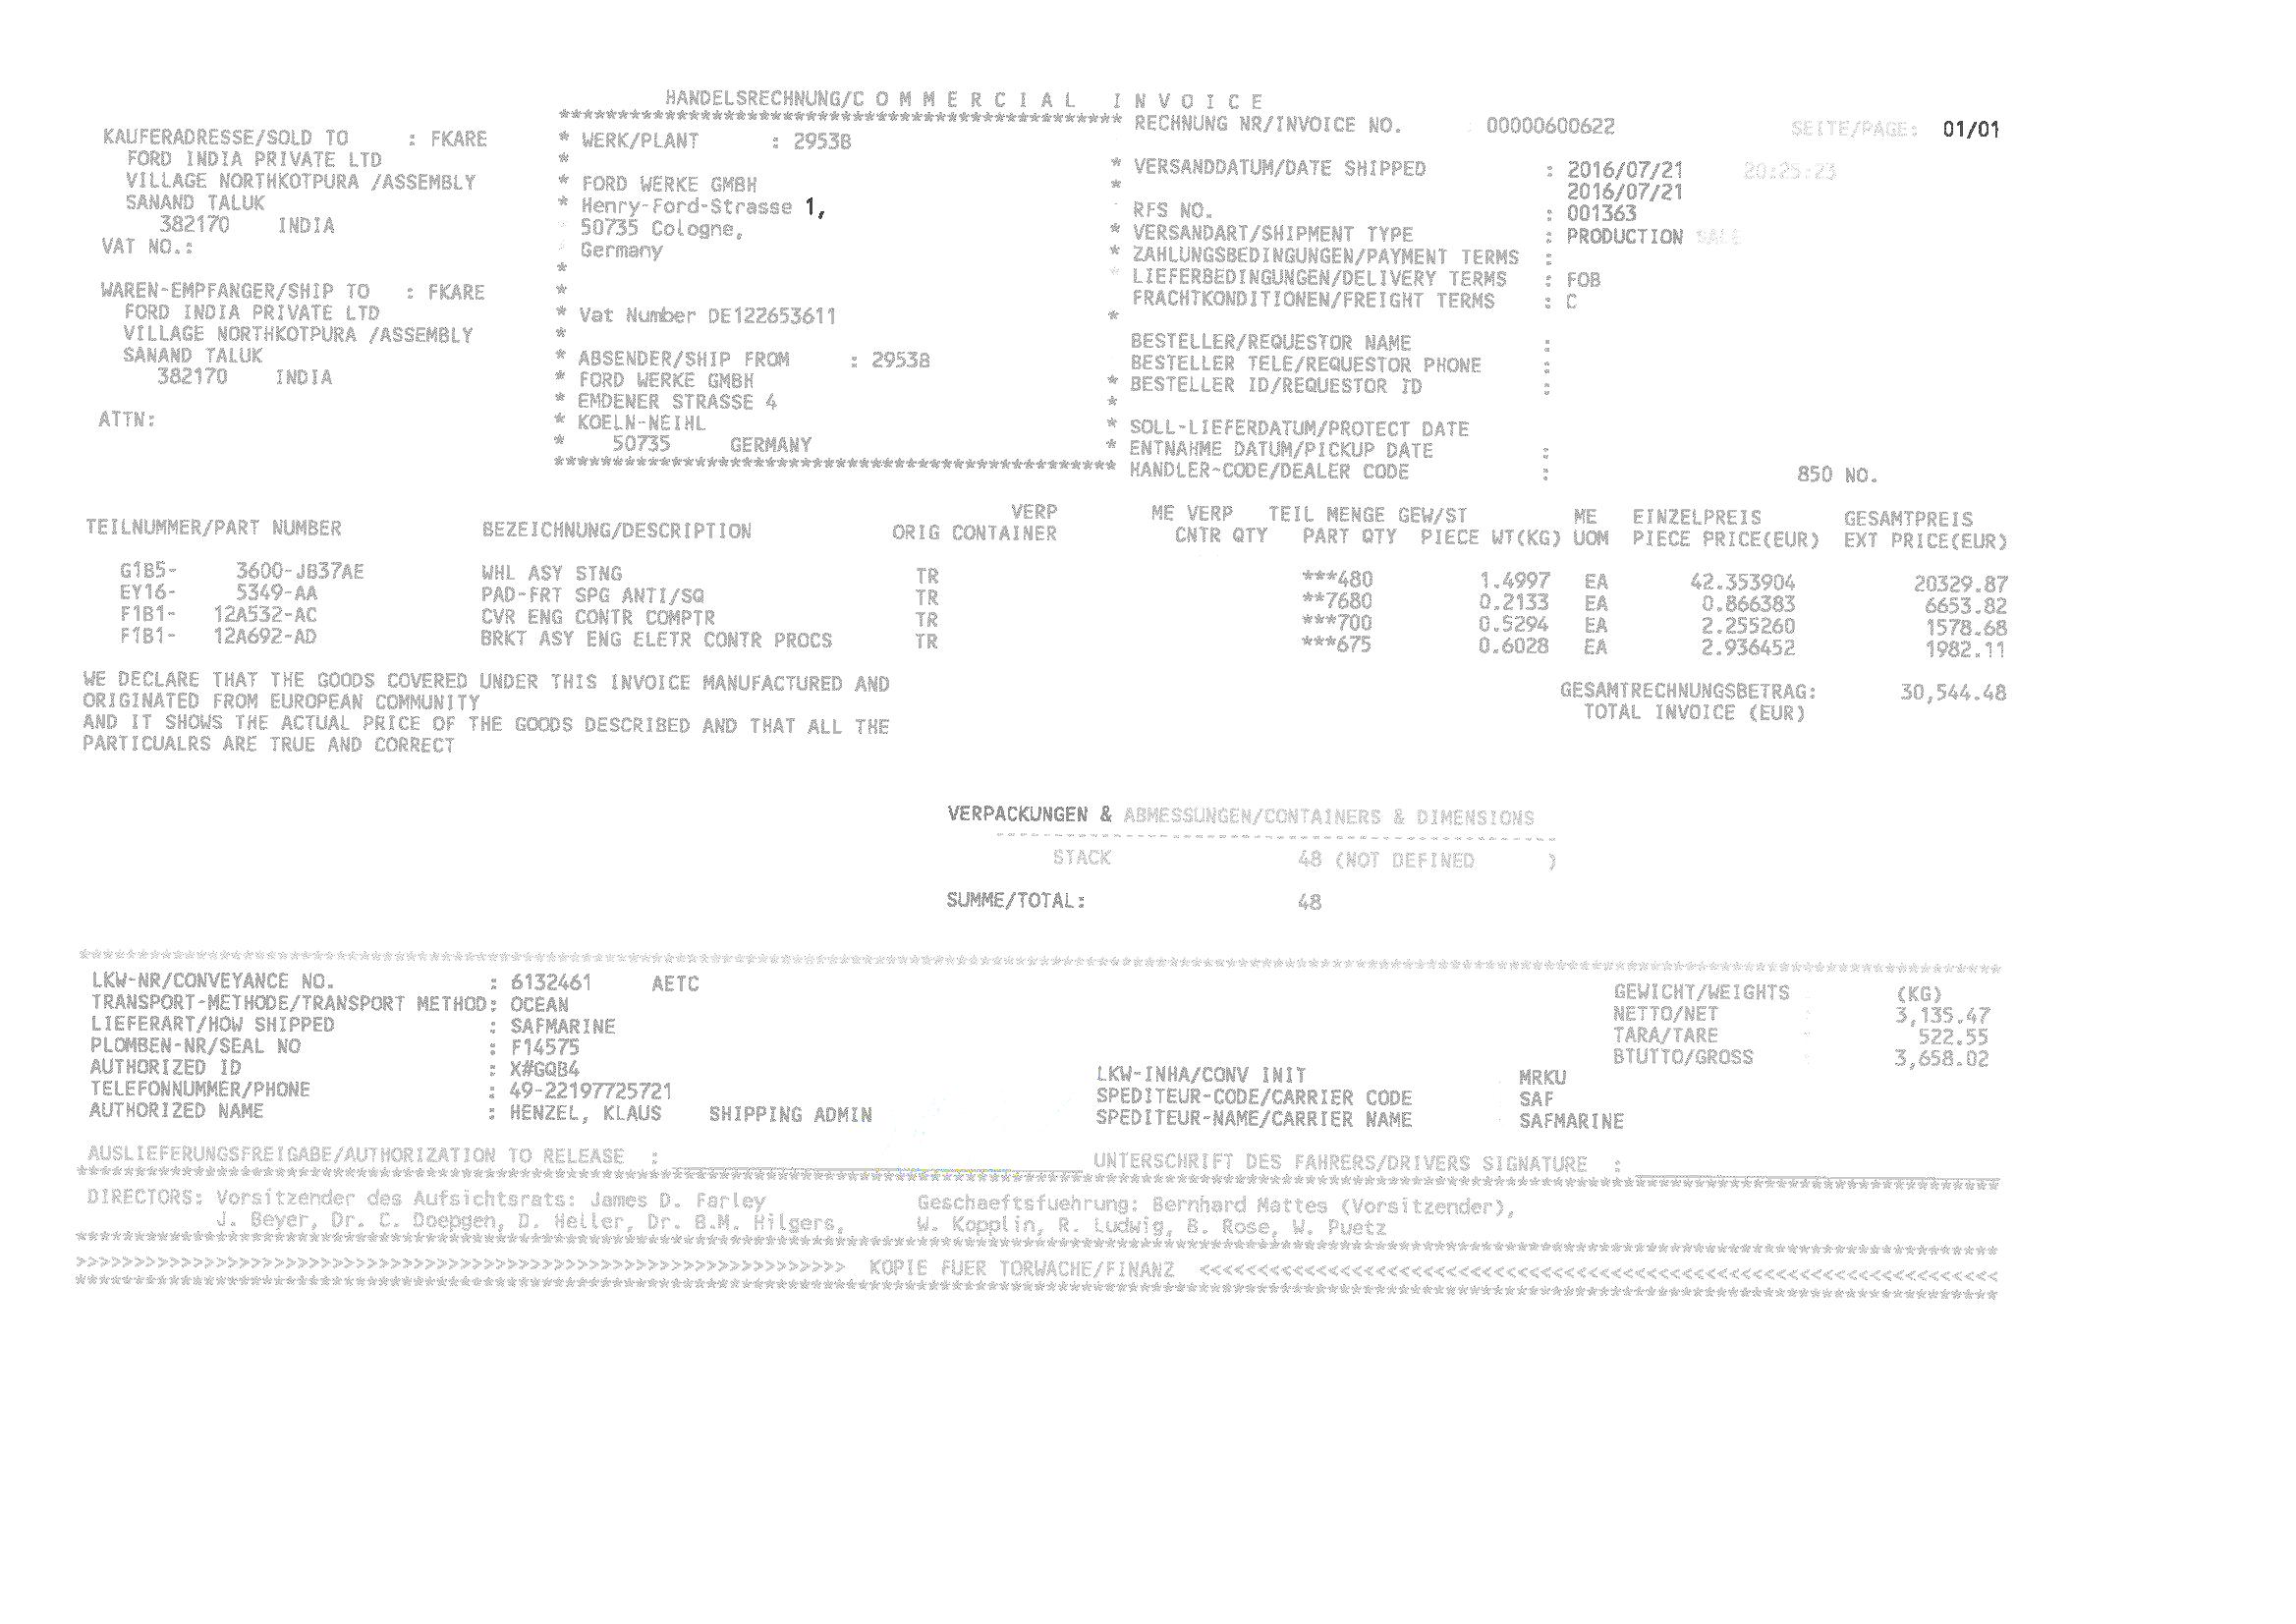 HANDELSRECHNUNG/C O M M E R C I A L   I N V O I C E
KAUFERADRESSE/SOLD TO : FKARE
FORD INDIA PRIVATE LTD
VILLAGE NORTHKOTPURA /ASSEMBLY
SANAND TALUK
382170 INDIA
VAT NO.:
WAREN-EMPFANGER/SHIP TO : FKARE
FORD INDIA PRIVATE LTD
VILLAGE NORTHKOTPURA /ASSEMBLY
SANAND TALUK
382170 INDIA
ATTN:
************************************************
* WERK/PLANT : 2953B
*
* FORD WERKE GMBH
* Henry-Ford-Strasse 1,
50735 Cologne,
Germany
*
*
* Vat Number DE122653611 *
*
* ABSENDER/SHIP FROM : 2953B
* FORD WERKE GMBH *
* EMDENER STRASSE 4 *
* KOELN-NEIHL *
* 50735 GERMANY *
************************************************
RECHNUNG NR/INVOICE NO. : 00000600622 SEITE/PAGE: 01/01
* VERSANDDATUM/DATE SHIPPED : 2016/07/21 20:25:23
* 2016/07/21
RFS NO. : 001363
* VERSANDART/SHIPMENT TYPE : PRODUCTION SALE
* ZAHLUNGSBEDINGUNGEN/PAYMENT TERMS :
* LIEFERBEDINGUNGEN/DELIVERY TERMS : FOB
FRACHTKONDITIONEN/FREIGHT TERMS : C
BESTELLER/REQUESTOR NAME :
BESTELLER TELE/REQUESTOR PHONE :
BESTELLER ID/REQUESTOR ID :
SOLL-LIEFERDATUM/PROTECT DATE
ENTNAHME DATUM/PICKUP DATE :
HANDLER-CODE/DEALER CODE : 850 NO.
VERP ME VERP TEIL MENGE GEW/ST ME EINZELPREIS GESAMTPREIS
TEILNUMMER/PART NUMBER BEZEICHNUNG/DESCRIPTION ORIG CONTAINER CNTR QTY PART QTY PIECE WT(KG) UOM PIECE PRICE(EUR) EXT PRICE(EUR)
G1B5- 3600-JB37AE WHL ASY STNG TR ***480 1.4997 EA 42.353904 20329.87
EY16- 5349-AA PAD-FRT SPG ANTI/SQ TR **7680 0.2133 EA 0.866383 6653.82
F1B1- 12A532-AC CVR ENG CONTR COMPTR TR ***700 0.5294 EA 2.255260 1578.68
F1B1- 12A692-AD BRKT ASY ENG ELETR CONTR PROCS TR ***675 0.6028 EA 2.936452 1982.11
WE DECLARE THAT THE GOODS COVERED UNDER THIS INVOICE MANUFACTURED AND
ORIGINATED FROM EUROPEAN COMMUNITY
AND IT SHOWS THE ACTUAL PRICE OF THE GOODS DESCRIBED AND THAT ALL THE
PARTICUALRS ARE TRUE AND CORRECT
GESAMTRECHNUNGSBETRAG: 30,544.48
TOTAL INVOICE (EUR)
VERPACKUNGEN & ABMESSUNGEN/CONTAINERS & DIMENSIONS
------------------------------------------------
STACK 48 (NOT DEFINED )
SUMME/TOTAL: 48
LKW-NR/CONVEYANCE NO. : 6132461 AETC
TRANSPORT-METHODE/TRANSPORT METHOD: OCEAN
LIEFERART/HOW SHIPPED : SAFMARINE
PLOMBEN-NR/SEAL NO : F14575
AUTHORIZED ID : X#GQB4
TELEFONNUMMER/PHONE : 49-22197725721
AUTHORIZED NAME : HENZEL, KLAUS SHIPPING ADMIN
GEWICHT/WEIGHTS (KG)
NETTO/NET 3,135.47
TARA/TARE 522.55
BTUTTO/GROSS 3,658.02
LKW-INHA/CONV INIT MRKU
SPEDITEUR-CODE/CARRIER CODE SAF
SPEDITEUR-NAME/CARRIER NAME SAFMARINE
AUSLIEFERUNGSFREIGABE/AUTHORIZATION TO RELEASE : UNTERSCHRIFT DES FAHRERS/DRIVERS SIGNATURE :
DIRECTORS: Vorsitzender des Aufsichtsrats: James D. Farley Geschaeftsfuehrung: Bernhard Mattes (Vorsitzender),
J. Beyer, Dr. C. Doepgen, D. Heller, Dr. B.M. Hilgers, W. Kopplin, R. Ludwig, B. Rose, W. Puetz
>>>>>>>>>>>>>>>>>>>>>>>>>>>>>>>>>>>>>>>>>>>>>>>>>>>>>>>>>>>>>>>>>> KOPIE FUER TORWACHE/FINANZ <<<<<<<<<<<<<<<<<<<<<<<<<<<<<<<<<<<<<<<<<<<<<<<<<<<<<<<<<<<<<<<<<<<<